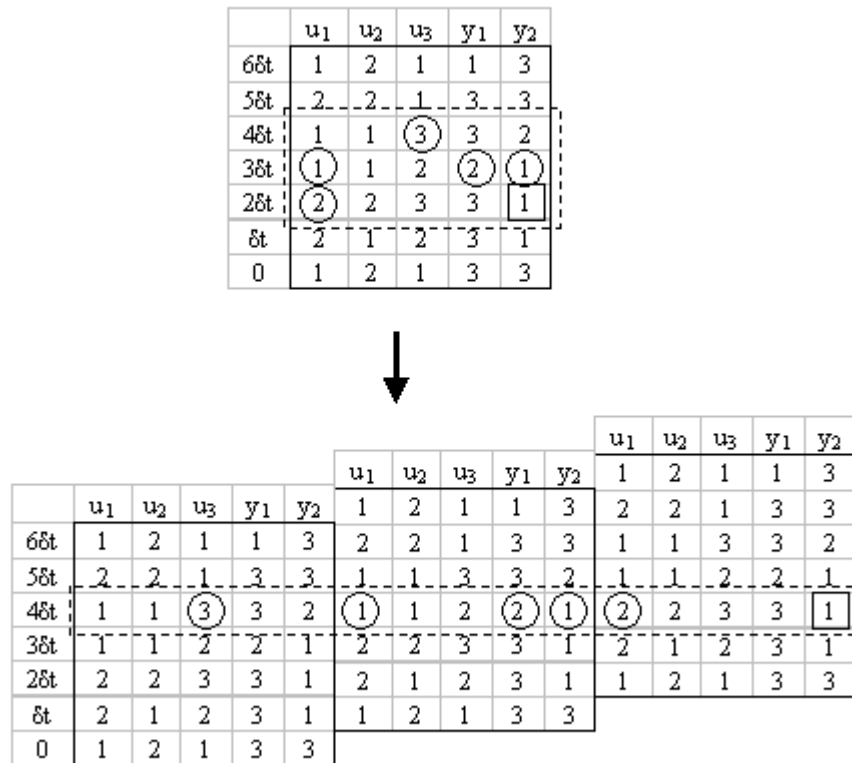 u₁ u₂ u₃ y₁ y₂
6δt 1 2 1 1 3
5δt 2 2 1 3 3
4δt 1 1 3 3 2
3δt 1 1 2 2 1
2δt 2 2 3 3 1
δt 2 1 2 3 1
0 1 2 1 3 3
u₁ u₂ u₃ y₁ y₂
u₁ u₂ u₃ y₁ y₂ 1 2 1 1 3
u₁ u₂ u₃ y₁ y₂ 1 2 1 1 3 2 2 1 3 3
6δt 1 2 1 1 3 2 2 1 3 3 1 1 3 3 2
5δt 2 2 1 3 3 1 1 3 3 2 1 1 2 2 1
4δt 1 1 3 3 2 1 1 2 2 1 2 2 3 3 1
3δt 1 1 2 2 1 2 2 3 3 1 2 1 2 3 1
2δt 2 2 3 3 1 2 1 2 3 1 1 2 1 3 3
δt 2 1 2 3 1 1 2 1 3 3
0 1 2 1 3 3